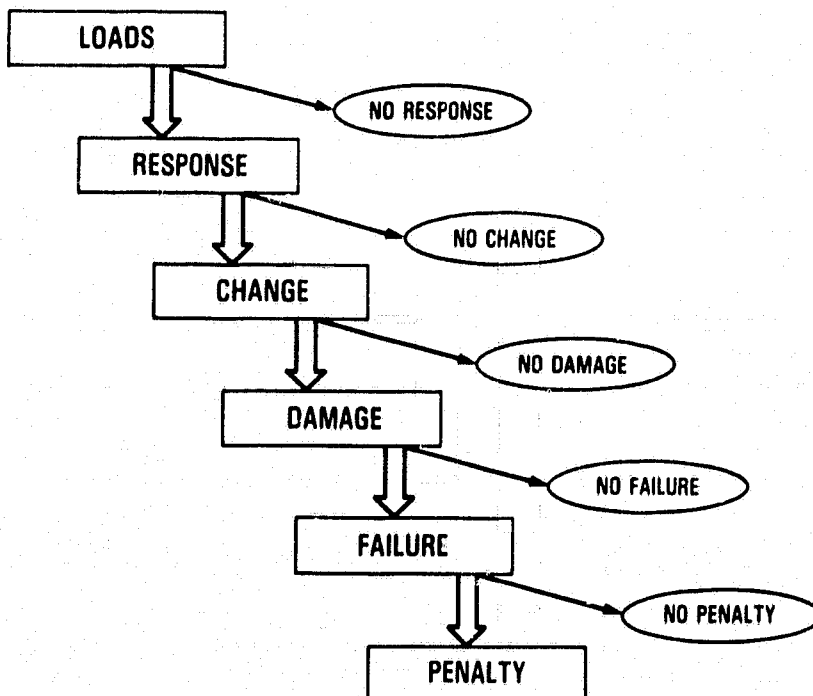 LOADS
NO RESPONSE
RESPONSE
NO CHANGE
CHANGE
NO DAMAGE
DAMAGE
NO FAILURE
FAILURE
NO PENALTY
PENALTY